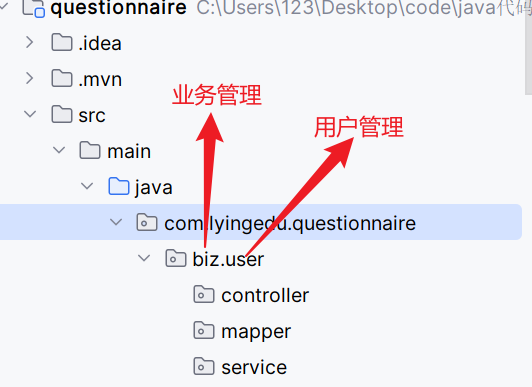 questionnaire C:\Users\123\Desktop\code\java代码
.idea
.mvn
业务管理
用户管理
src
main
java
com.lyingedu.questionnaire
biz.user
controller
mapper
service